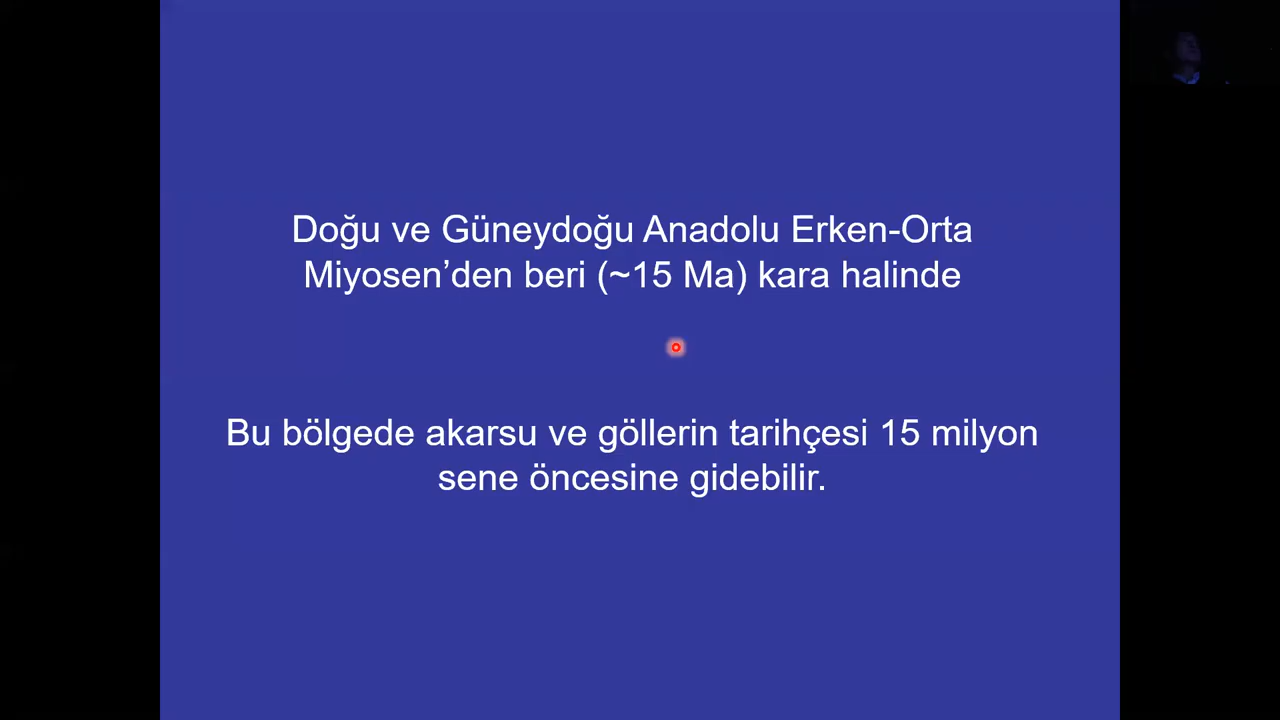 Doğu ve Güneydoğu Anadolu Erken-Orta
Miyosen’den beri (~15 Ma) kara halinde
Bu bölgede akarsu ve göllerin tarihçesi 15 milyon
sene öncesine gidebilir.